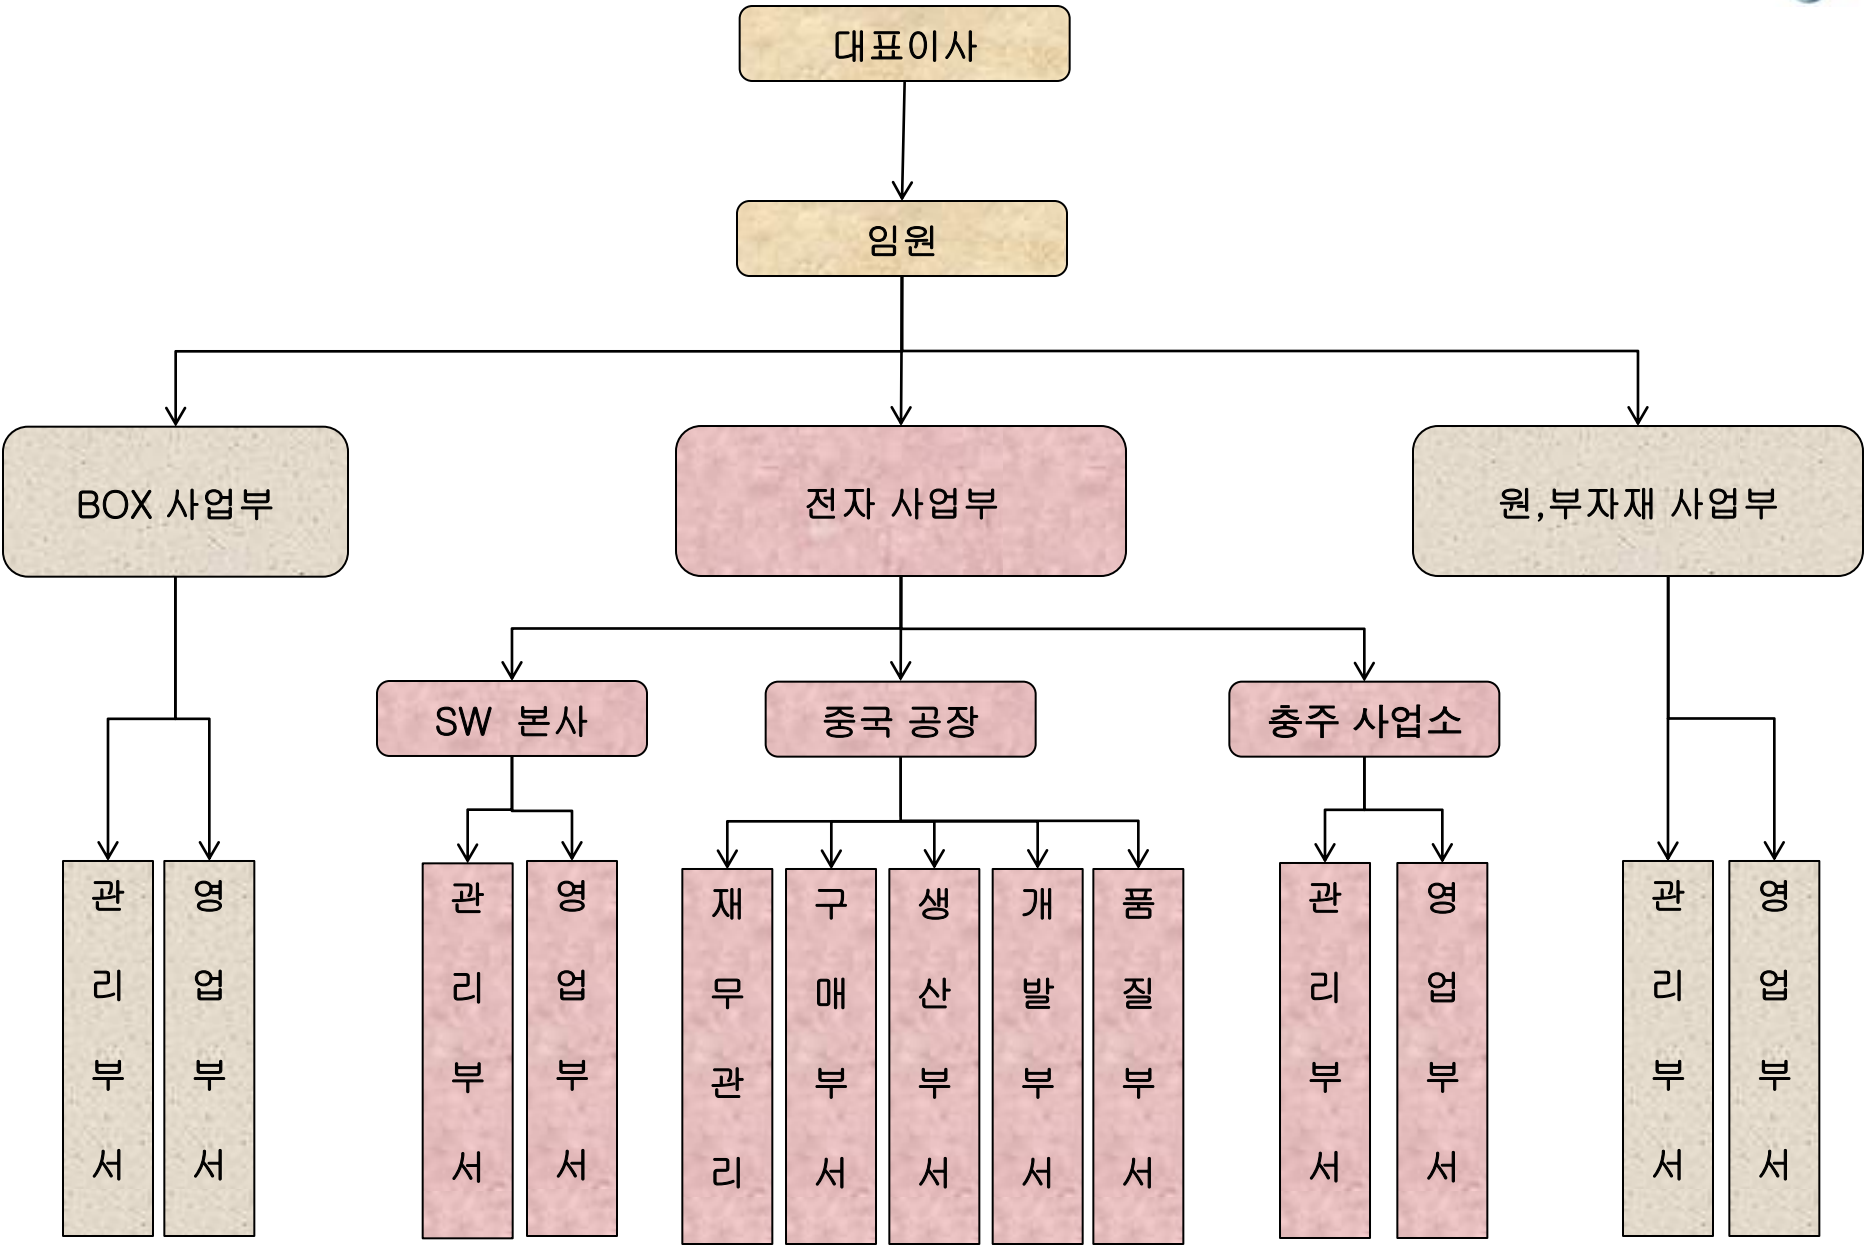 대표이사
임원
BOX 사업부
전자 사업부
원,부자재 사업부
SW 본사
중국 공장
충주 사업소
관리부서
영업부서
관리부서
영업부서
재무관리
구매부서
생산부서
개발부서
품질부서
관리부서
영업부서
관리부서
영업부서